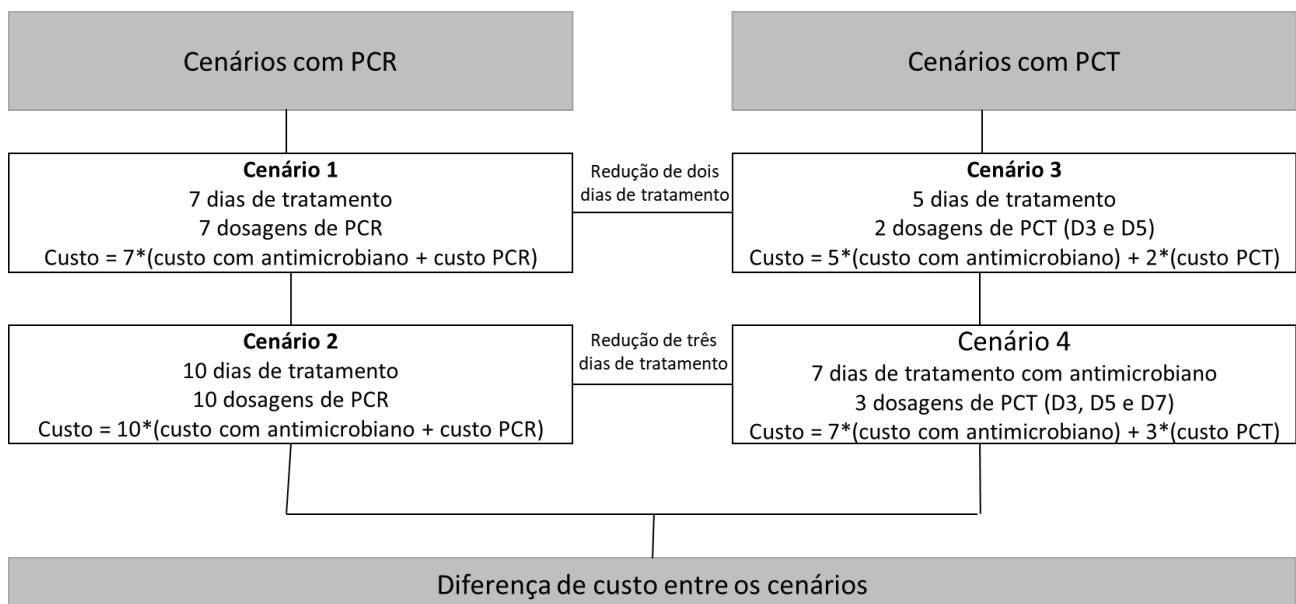 Cenários com PCR
Cenários com PCT
Cenário 1
7 dias de tratamento
7 dosagens de PCR
Custo = 7*(custo com antimicrobiano + custo PCR)
Redução de dois
dias de tratamento
Cenário 3
5 dias de tratamento
2 dosagens de PCT (D3 e D5)
Custo = 5*(custo com antimicrobiano) + 2*(custo PCT)
Cenário 2
10 dias de tratamento
10 dosagens de PCR
Custo = 10*(custo com antimicrobiano + custo PCR)
Redução de três
dias de tratamento
Cenário 4
7 dias de tratamento com antimicrobiano
3 dosagens de PCT (D3, D5 e D7)
Custo = 7*(custo com antimicrobiano) + 3*(custo PCT)
Diferença de custo entre os cenários